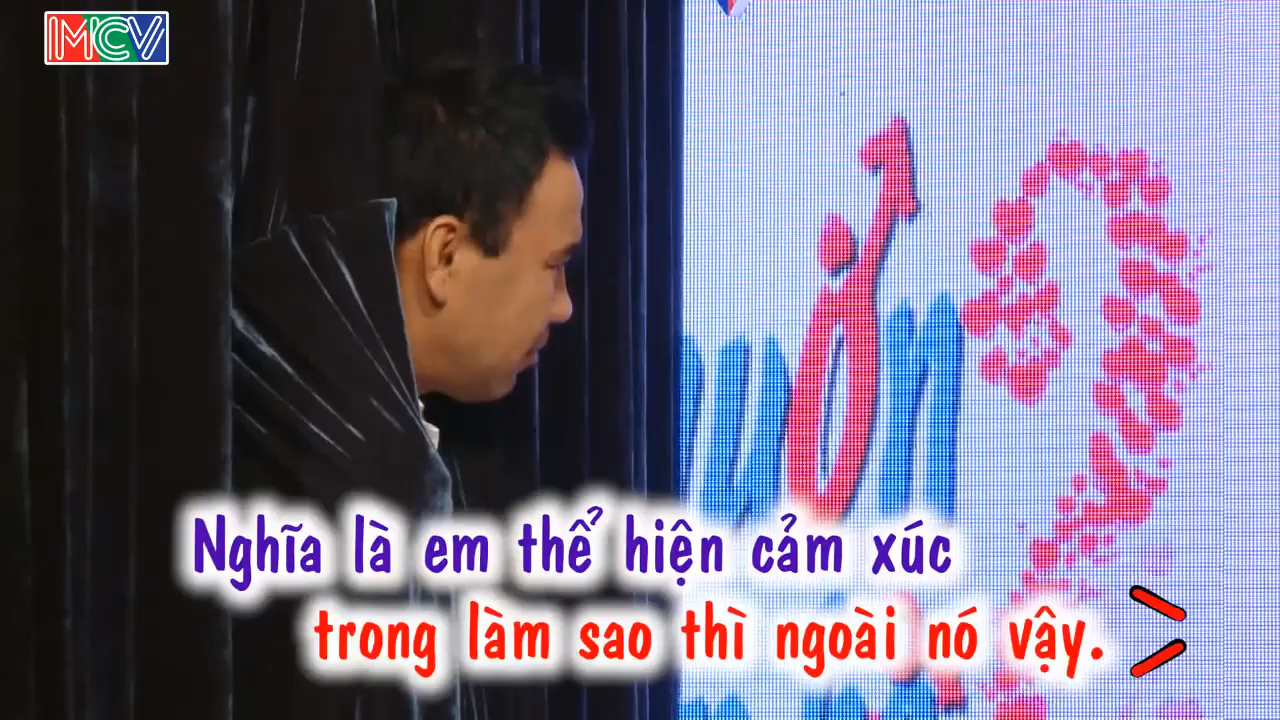 MCV
Nghĩa là em thể hiện cảm xúc
trong làm sao thì ngoài nó vậy.